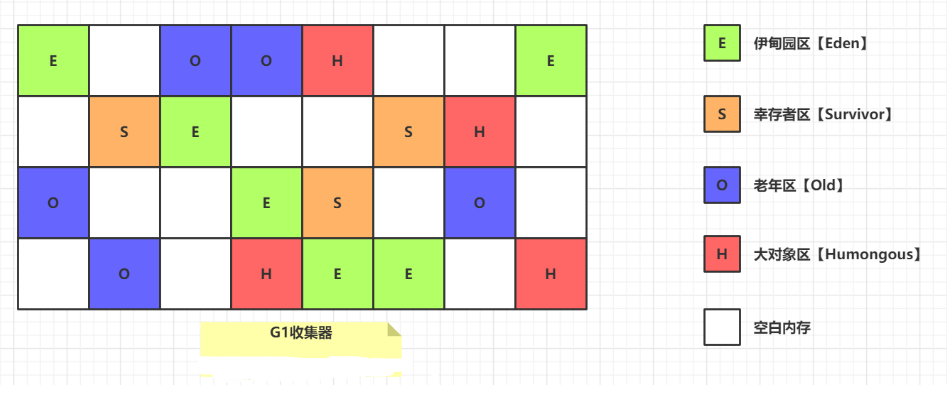 E O O H E
S E S H
O E S O
O H E E H
G1收集器
E 伊甸园区【Eden】
S 幸存者区【Survivor】
O 老年区【Old】
H 大对象区【Humongous】
空白内存